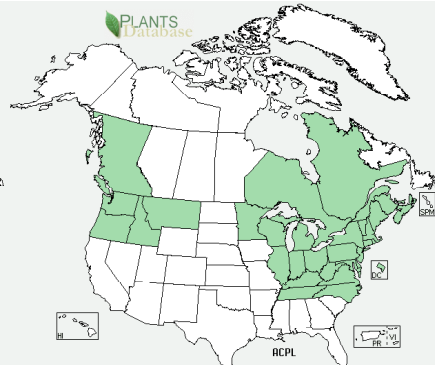 PLANTS
Database
SPM
DC
HI
VI
PR
ACPL